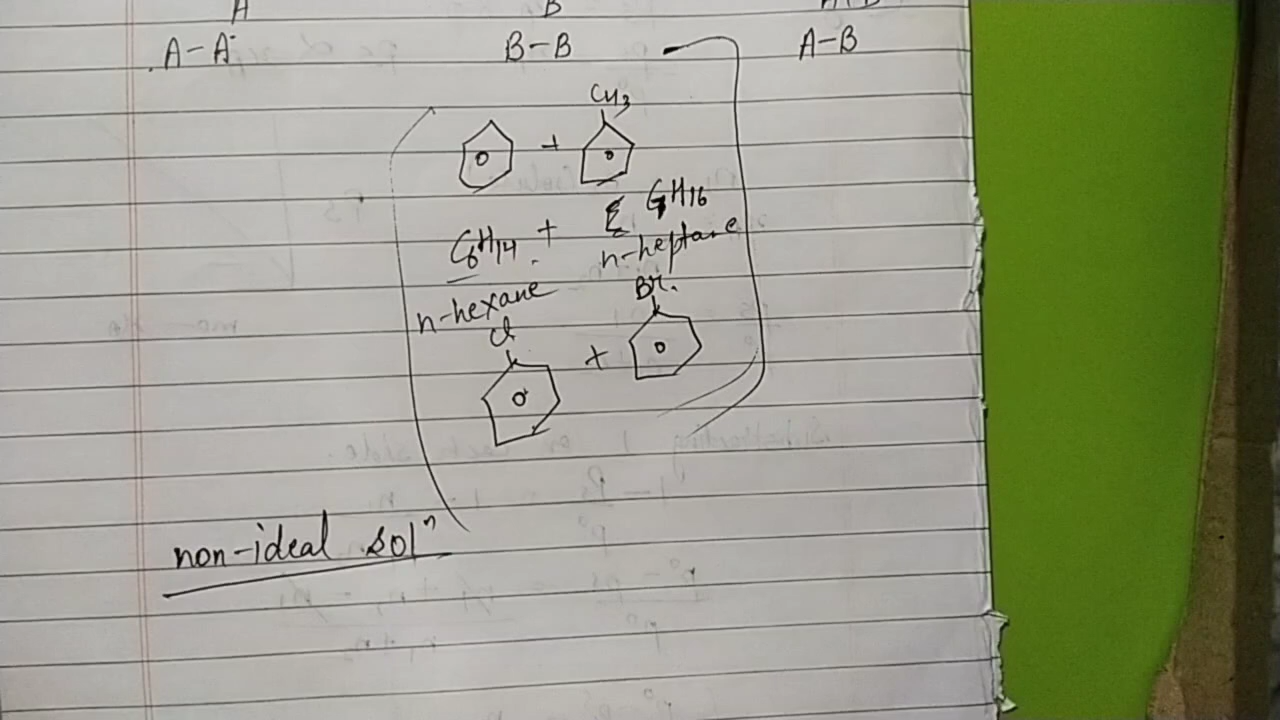 A B A+B
A-A B-B A-B
CH3
+
C6H14 + C7H16
n-hexane n-heptane
Cl Br
+
non-ideal solⁿ